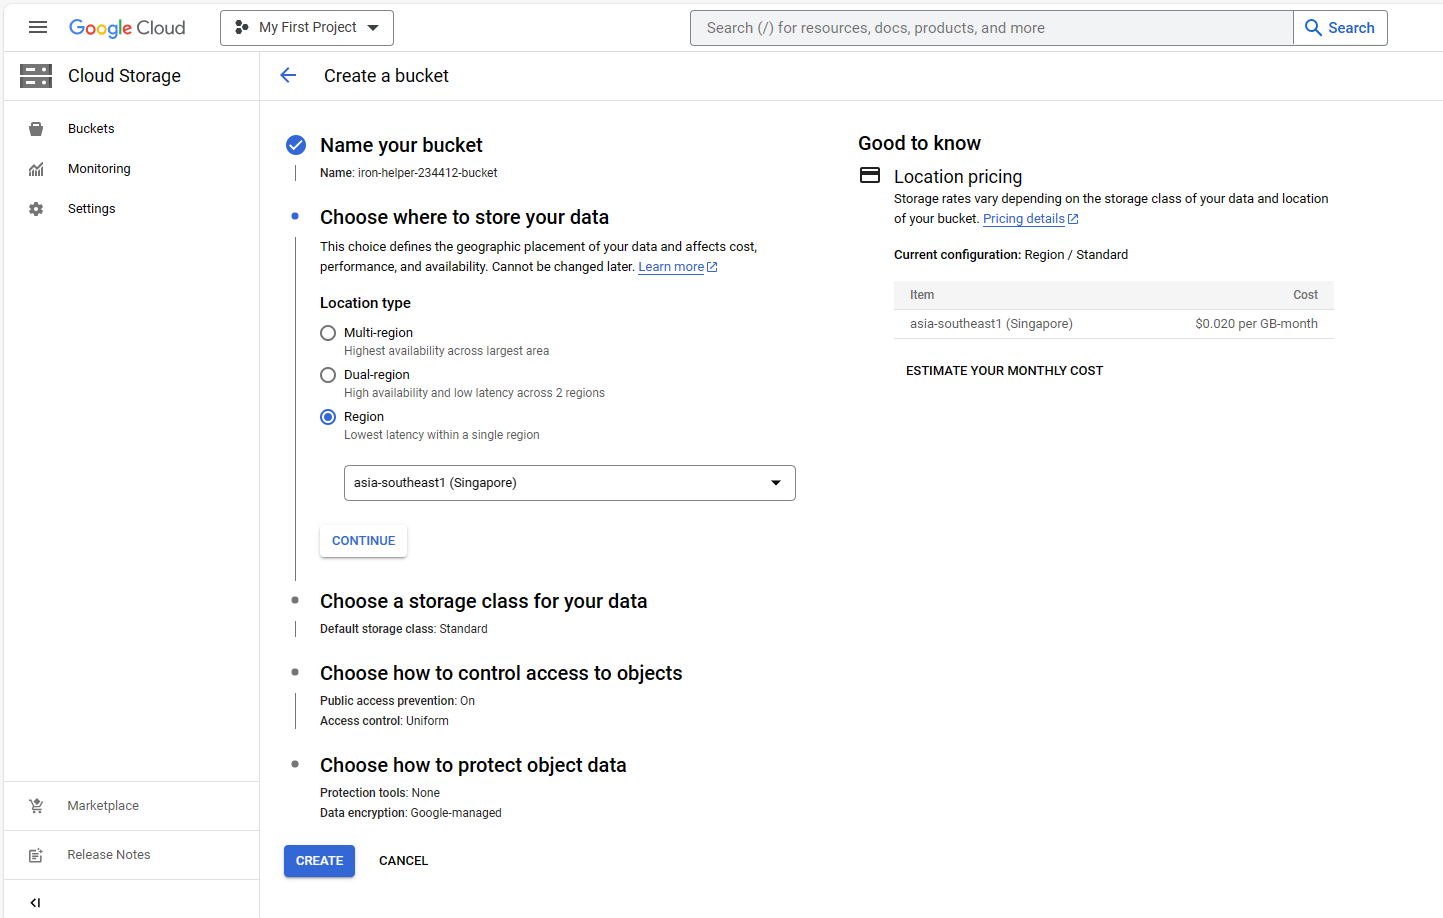 Google Cloud
My First Project
Search (/) for resources, docs, products, and more
Search
Cloud Storage
Create a bucket
Buckets
Monitoring
Settings
Marketplace
Release Notes
Name your bucket
Name: iron-helper-234412-bucket
Choose where to store your data
This choice defines the geographic placement of your data and affects cost,
performance, and availability. Cannot be changed later. Learn more
Location type
Multi-region
Highest availability across largest area
Dual-region
High availability and low latency across 2 regions
Region
Lowest latency within a single region
asia-southeast1 (Singapore)
CONTINUE
Choose a storage class for your data
Default storage class: Standard
Choose how to control access to objects
Public access prevention: On
Access control: Uniform
Choose how to protect object data
Protection tools: None
Data encryption: Google-managed
CREATE
CANCEL
Good to know
Location pricing
Storage rates vary depending on the storage class of your data and location
of your bucket. Pricing details
Current configuration: Region / Standard
Item Cost
asia-southeast1 (Singapore) $0.020 per GB-month
ESTIMATE YOUR MONTHLY COST